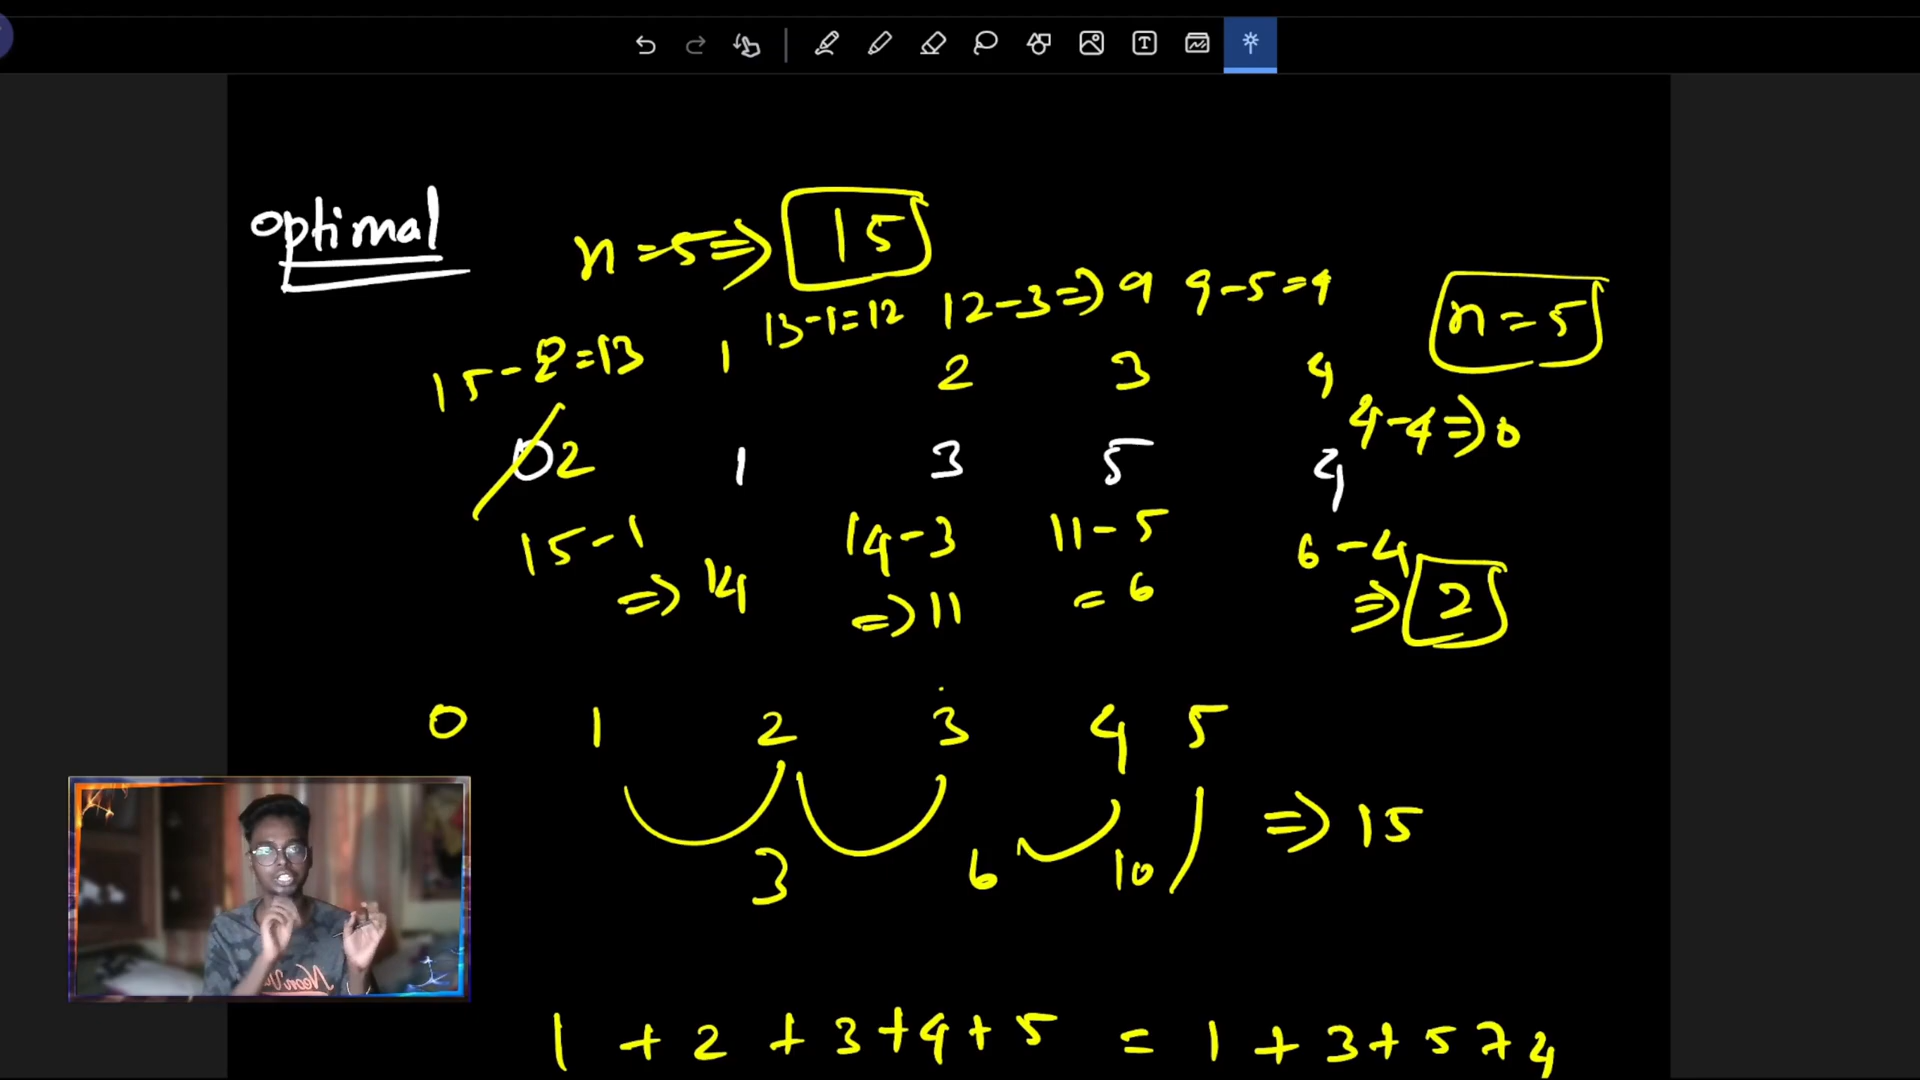 optimal
n=5⇒ 15
13-1=12 12-3⇒9 9-5=4
n=5
15-2=13 1 2 3 4
4-4⇒0
0 2 1 3 5 4
15-1 14-3 11-5 6-4
⇒14 ⇒11 =6 ⇒2
0 1 2 3 4 5
⇒15
3 6 10
1 + 2 + 3+4+5 = 1 + 3+ 5 + 4